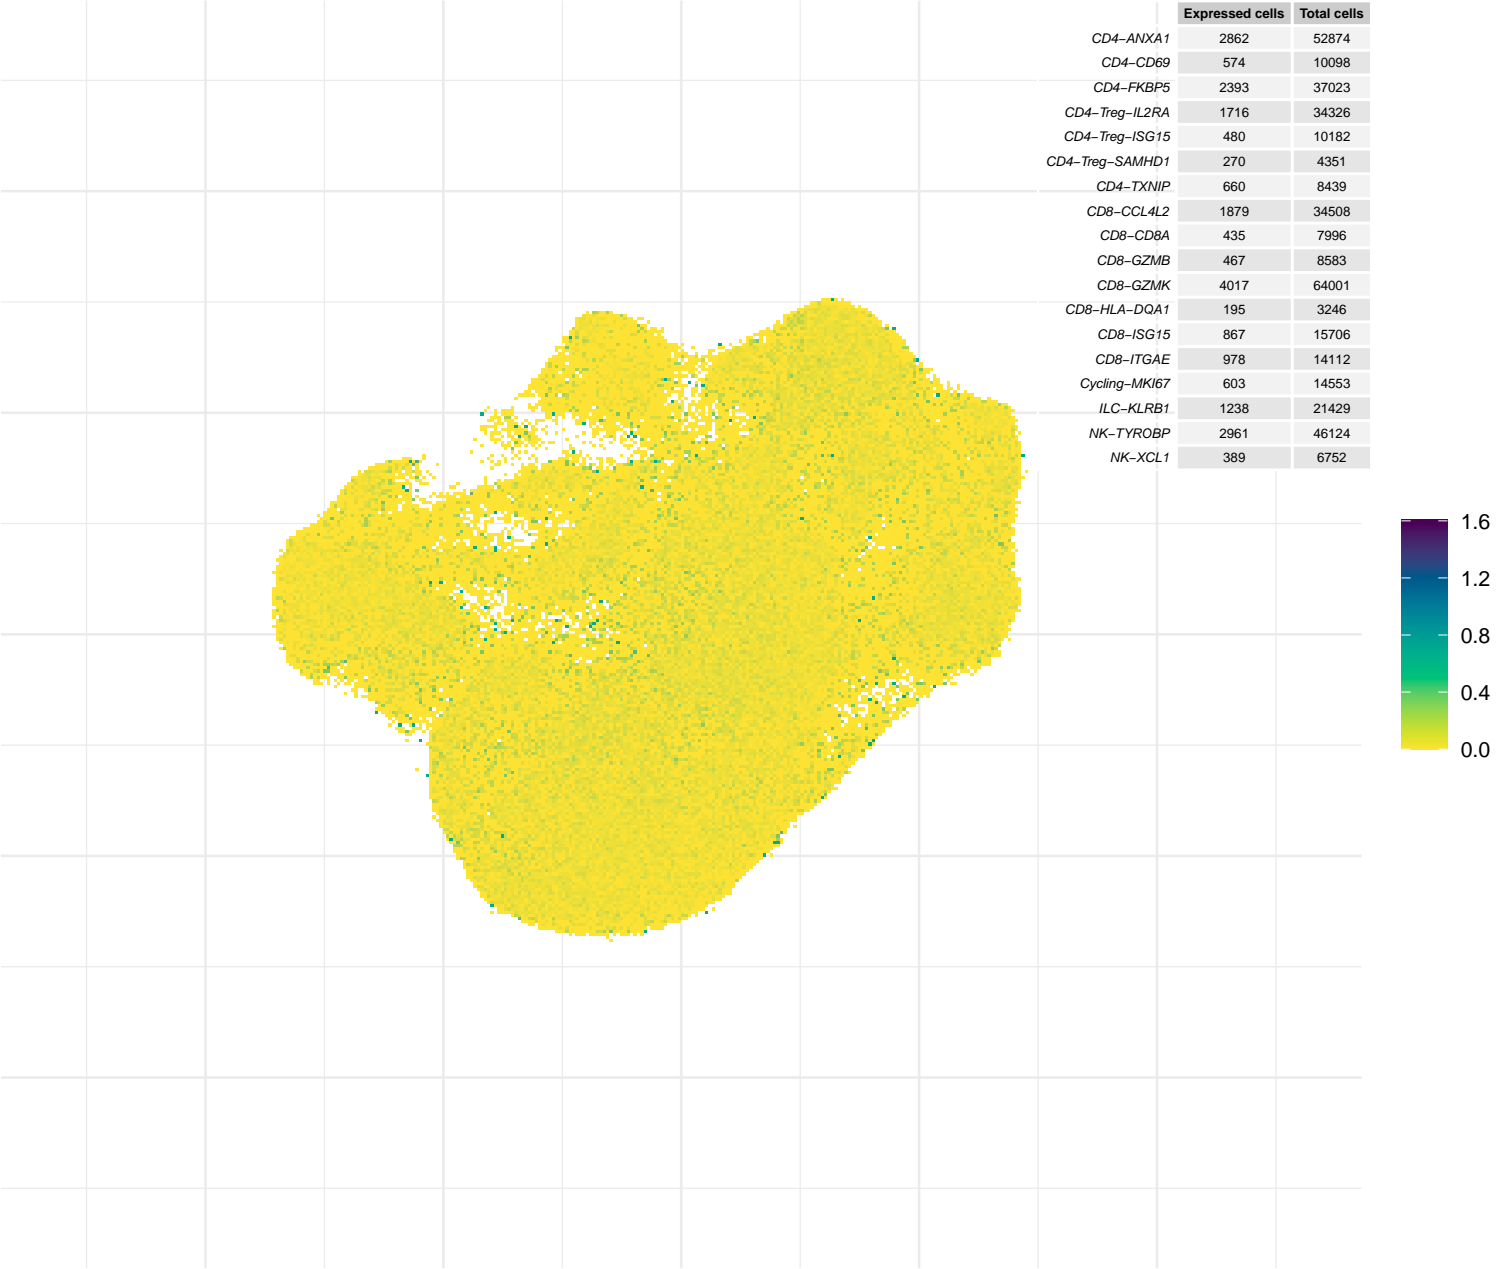 Expressed cells Total cells
CD4−ANXA1 2862 52874
CD4−CD69 574 10098
CD4−FKBP5 2393 37023
CD4−Treg−IL2RA 1716 34326
CD4−Treg−ISG15 480 10182
CD4−Treg−SAMHD1 270 4351
CD4−TXNIP 660 8439
CD8−CCL4L2 1879 34508
CD8−CD8A 435 7996
CD8−GZMB 467 8583
CD8−GZMK 4017 64001
CD8−HLA−DQA1 195 3246
CD8−ISG15 867 15706
CD8−ITGAE 978 14112
Cycling−MKI67 603 14553
ILC−KLRB1 1238 21429
NK−TYROBP 2961 46124
NK−XCL1 389 6752
1.6
1.2
0.8
0.4
0.0